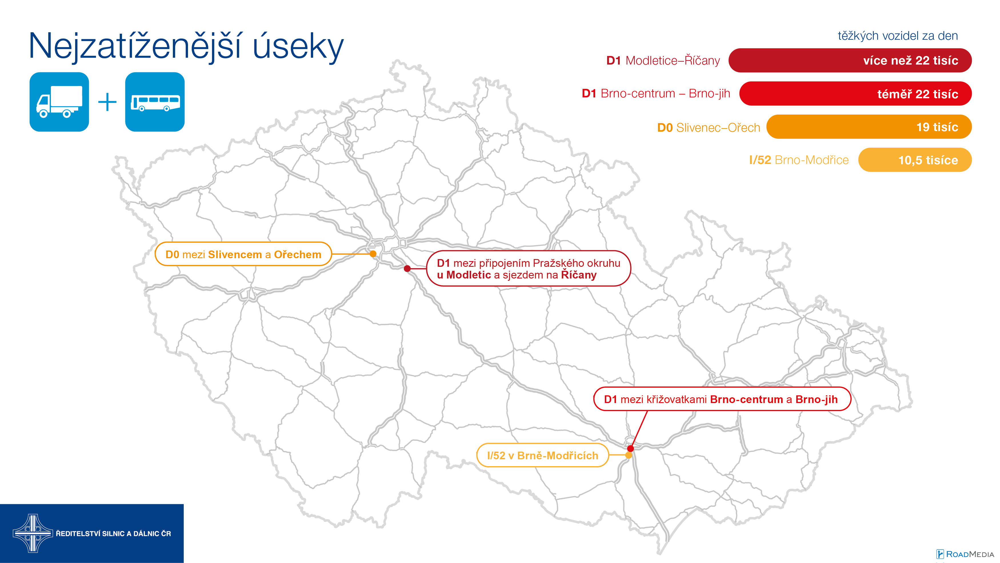 Nejzatíženější úseky
těžkých vozidel za den
D1 Modletice–Říčany
více než 22 tisíc
D1 Brno-centrum – Brno-jih
téměř 22 tisíc
D0 Slivenec–Ořech
19 tisíc
I/52 Brno-Modřice
10,5 tisíce
D0 mezi Slivencem a Ořechem
D1 mezi připojením Pražského okruhu
u Modletic a sjezdem na Říčany
D1 mezi křižovatkami Brno-centrum a Brno-jih
I/52 v Brně-Modřicích
ŘEDITELSTVÍ SILNIC A DÁLNIC ČR
ROADMEDIA